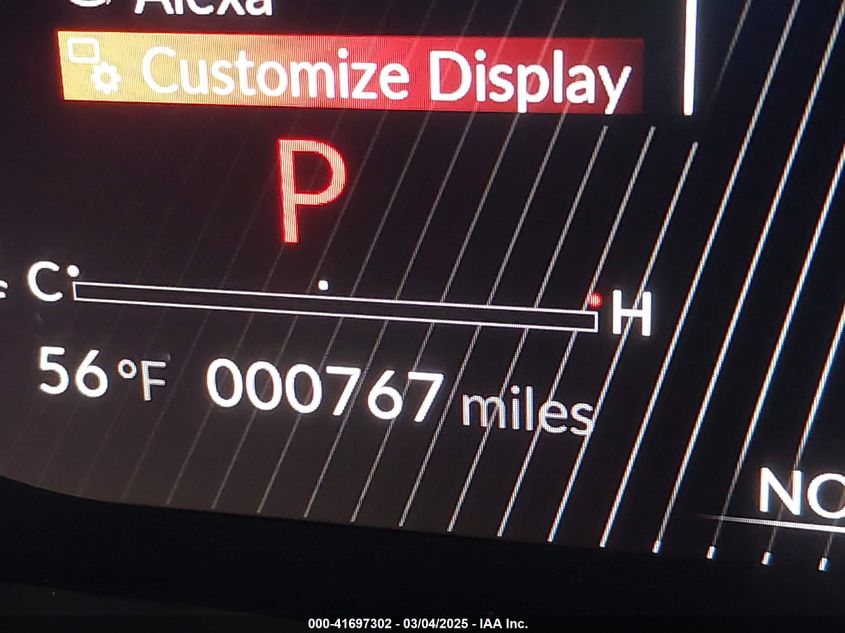 Alexa
Customize Display
P
C H
56°F 000767 miles
NO
000-41697302 - 03/04/2025 - IAA Inc.